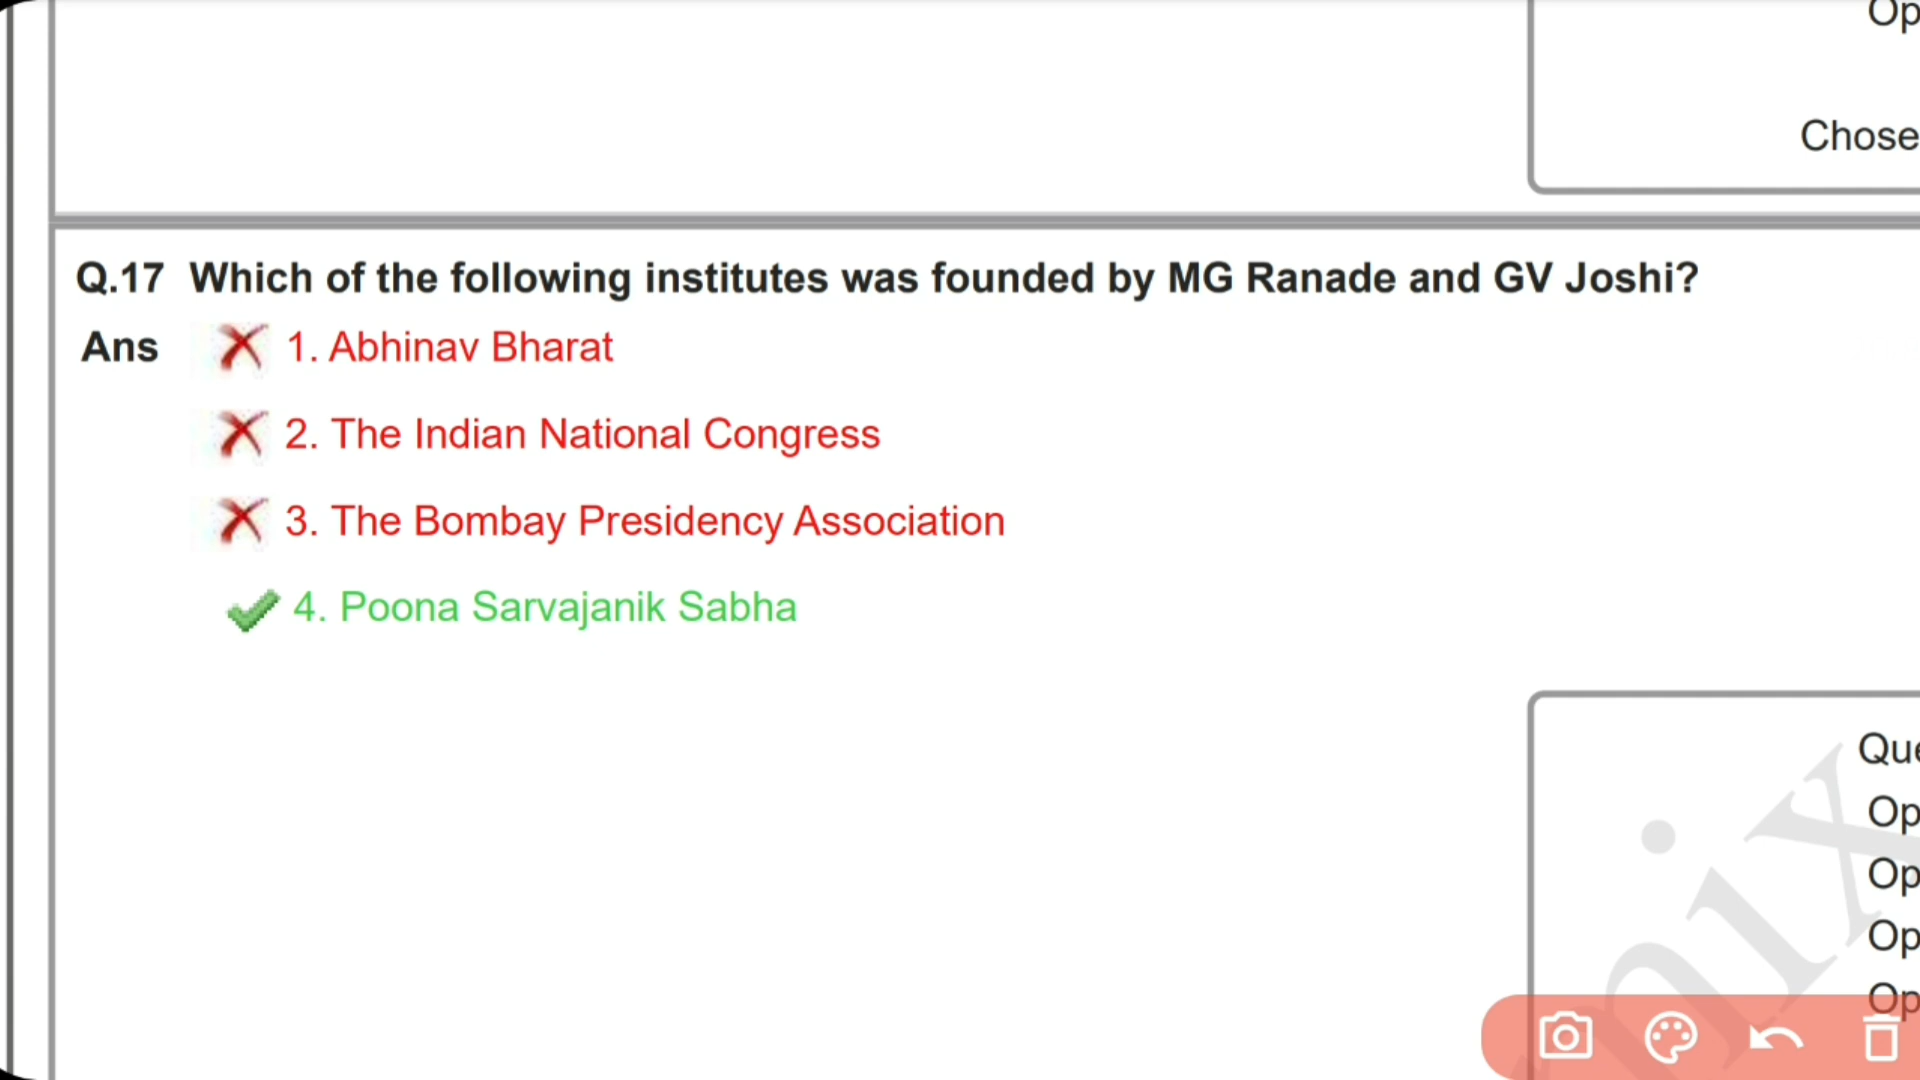 Op
Chose
Q.17 Which of the following institutes was founded by MG Ranade and GV Joshi?
Ans 1. Abhinav Bharat
2. The Indian National Congress
3. The Bombay Presidency Association
4. Poona Sarvajanik Sabha
Que
Op
Op
Op
Op
nix